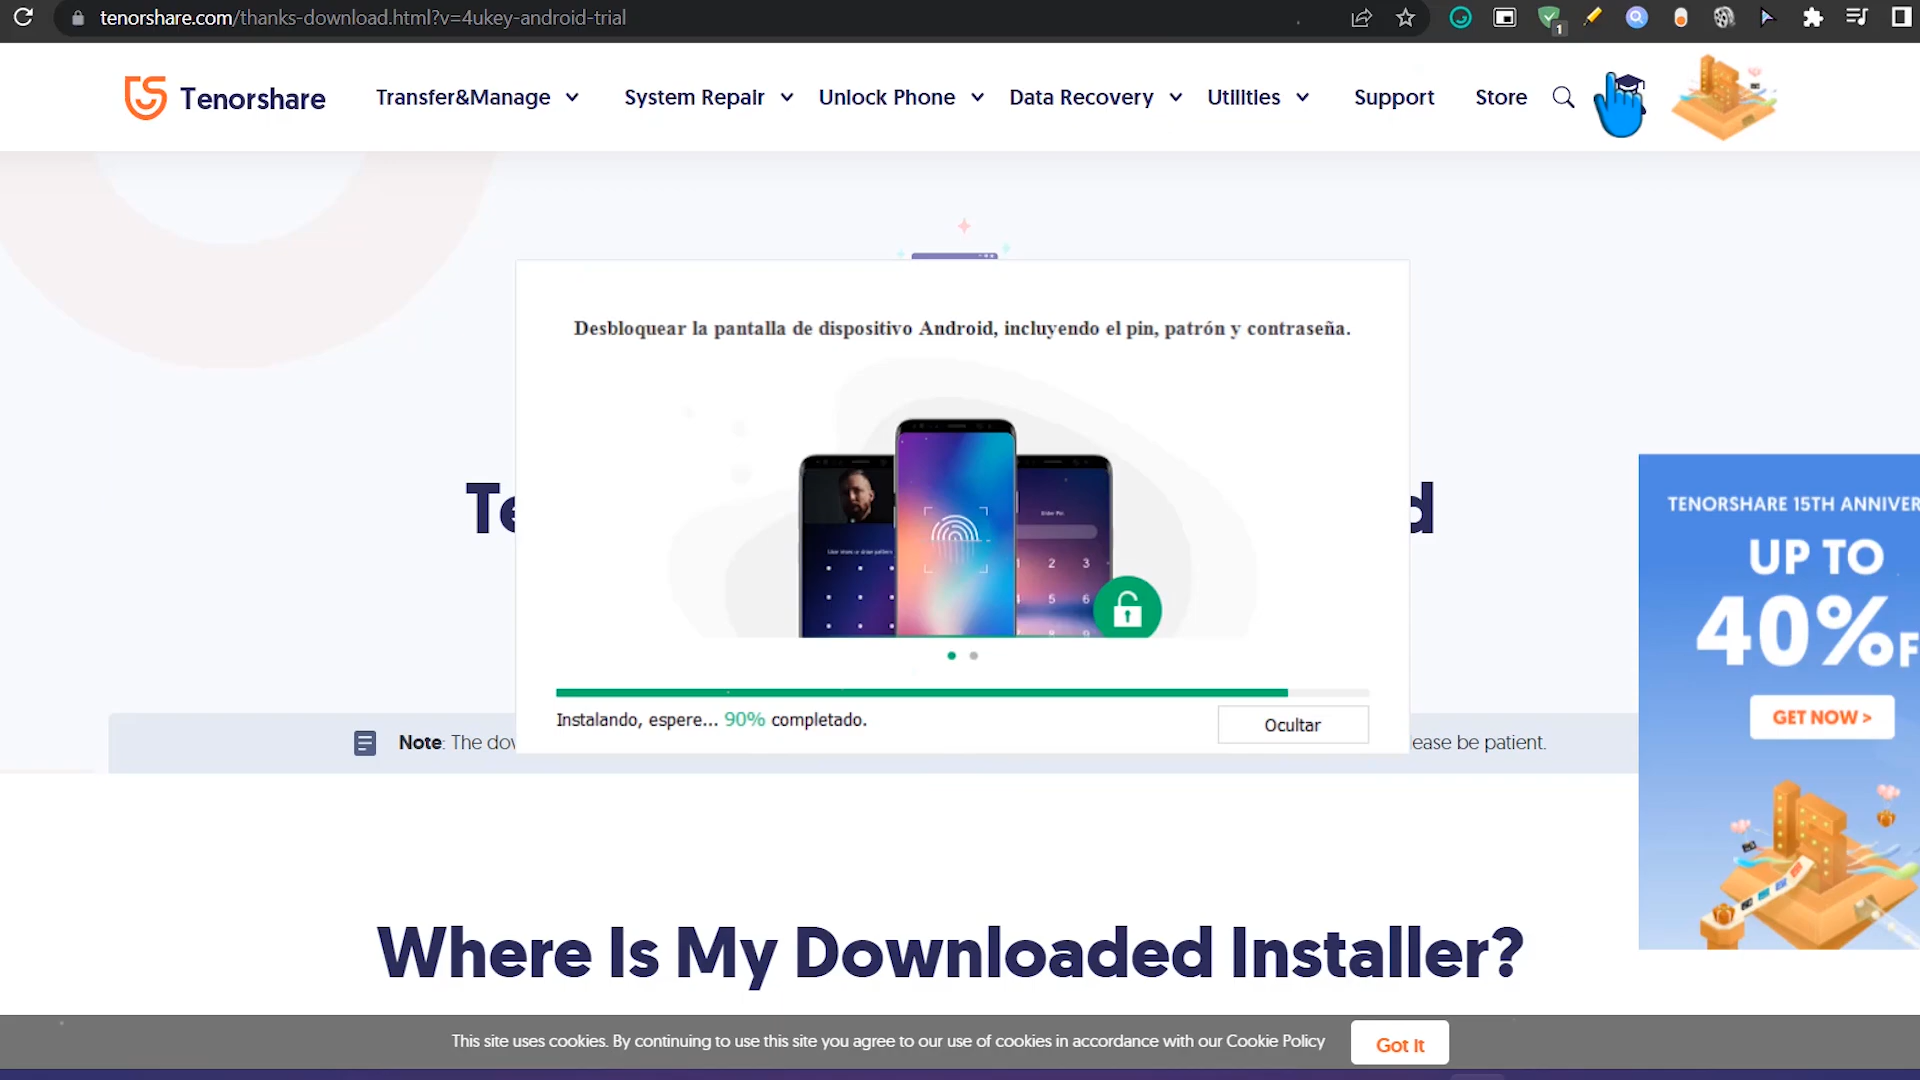 tenorshare.com/thanks-download.html?v=4ukey-android-trial
1
Tenorshare
Transfer&Manage
System Repair
Unlock Phone
Data Recovery
Utilities
Support
Store
Desbloquear la pantalla de dispositivo Android, incluyendo el pin, patrón y contraseña.
Instalando, espere... 90% completado.
Ocultar
Note: The
ease be patient.
TENORSHARE 15TH
UP TO
40%
GET NOW >
Where Is My Downloaded Installer?
This site uses cookies. By continuing to use this site you agree to our use of cookies in accordance with our Cookie Policy
Got It